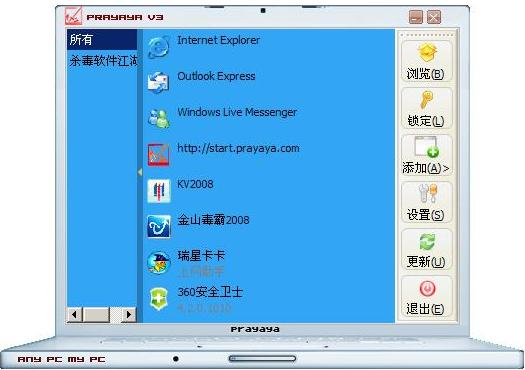 PRAYAYA V3
所有
杀毒软件江湖
Internet Explorer
Outlook Express
Windows Live Messenger
http://start.prayaya.com
KV2008
金山毒霸2008
瑞星卡卡
上网助手
360安全卫士
4.2.0.1010
浏览(B)
锁定(L)
添加(A)>
设置(S)
更新(U)
退出(E)
PRAYAYA
ANY PC MY PC